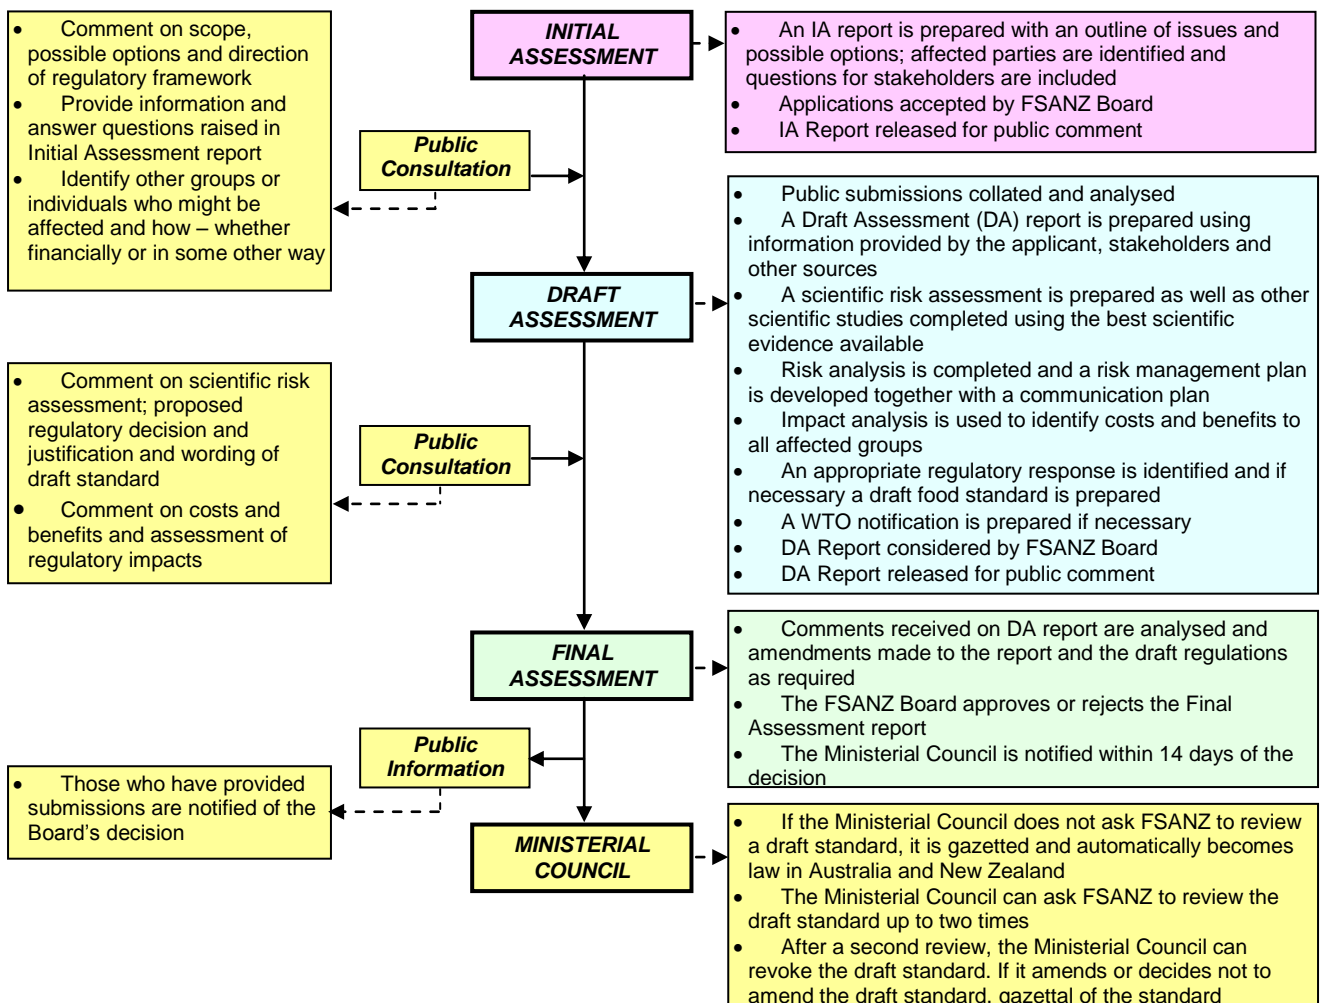 • Comment on scope,
possible options and direction
of regulatory framework
• Provide information and
answer questions raised in
Initial Assessment report
• Identify other groups or
individuals who might be
affected and how – whether
financially or in some other way
INITIAL
ASSESSMENT
• An IA report is prepared with an outline of issues and
possible options; affected parties are identified and
questions for stakeholders are included
• Applications accepted by FSANZ Board
• IA Report released for public comment
Public
Consultation
DRAFT
ASSESSMENT
• Public submissions collated and analysed
• A Draft Assessment (DA) report is prepared using
information provided by the applicant, stakeholders and
other sources
• A scientific risk assessment is prepared as well as other
scientific studies completed using the best scientific
evidence available
• Risk analysis is completed and a risk management plan
is developed together with a communication plan
• Impact analysis is used to identify costs and benefits to
all affected groups
• An appropriate regulatory response is identified and if
necessary a draft food standard is prepared
• A WTO notification is prepared if necessary
• DA Report considered by FSANZ Board
• DA Report released for public comment
• Comment on scientific risk
assessment; proposed
regulatory decision and
justification and wording of
draft standard
• Comment on costs and
benefits and assessment of
regulatory impacts
Public
Consultation
FINAL
ASSESSMENT
• Comments received on DA report are analysed and
amendments made to the report and the draft regulations
as required
• The FSANZ Board approves or rejects the Final
Assessment report
• The Ministerial Council is notified within 14 days of the
decision
Public
Information
• Those who have provided
submissions are notified of the
Board’s decision
MINISTERIAL
COUNCIL
• If the Ministerial Council does not ask FSANZ to review
a draft standard, it is gazetted and automatically becomes
law in Australia and New Zealand
• The Ministerial Council can ask FSANZ to review the
draft standard up to two times
• After a second review, the Ministerial Council can
revoke the draft standard. If it amends or decides not to
amend the draft standard, gazettal of the standard